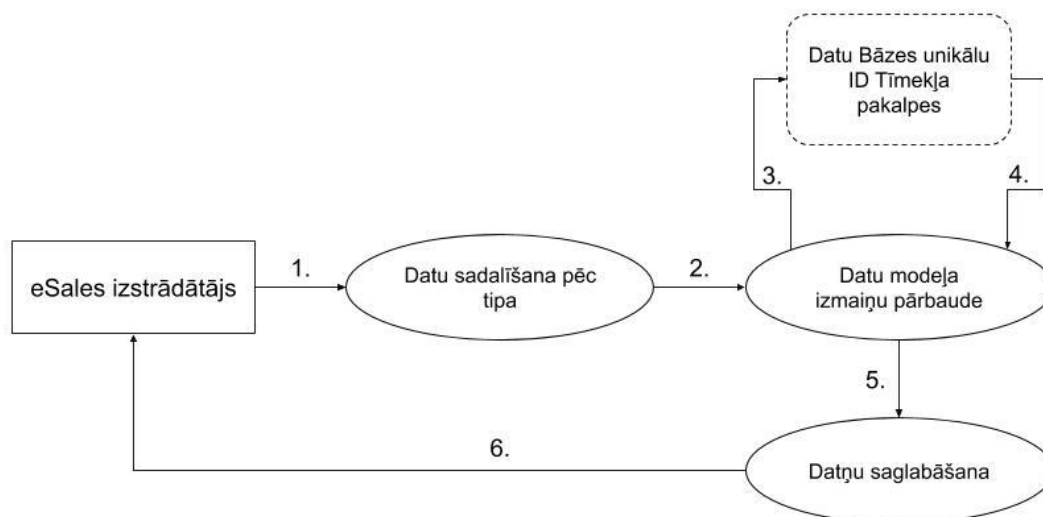 Datu Bāzes unikālu
ID Tīmekļa
pakalpes
3.
4.
eSales izstrādātājs
1.
Datu sadalīšana pēc
tipa
2.
Datu modeļa
izmaiņu pārbaude
5.
6.
Datņu saglabāšana